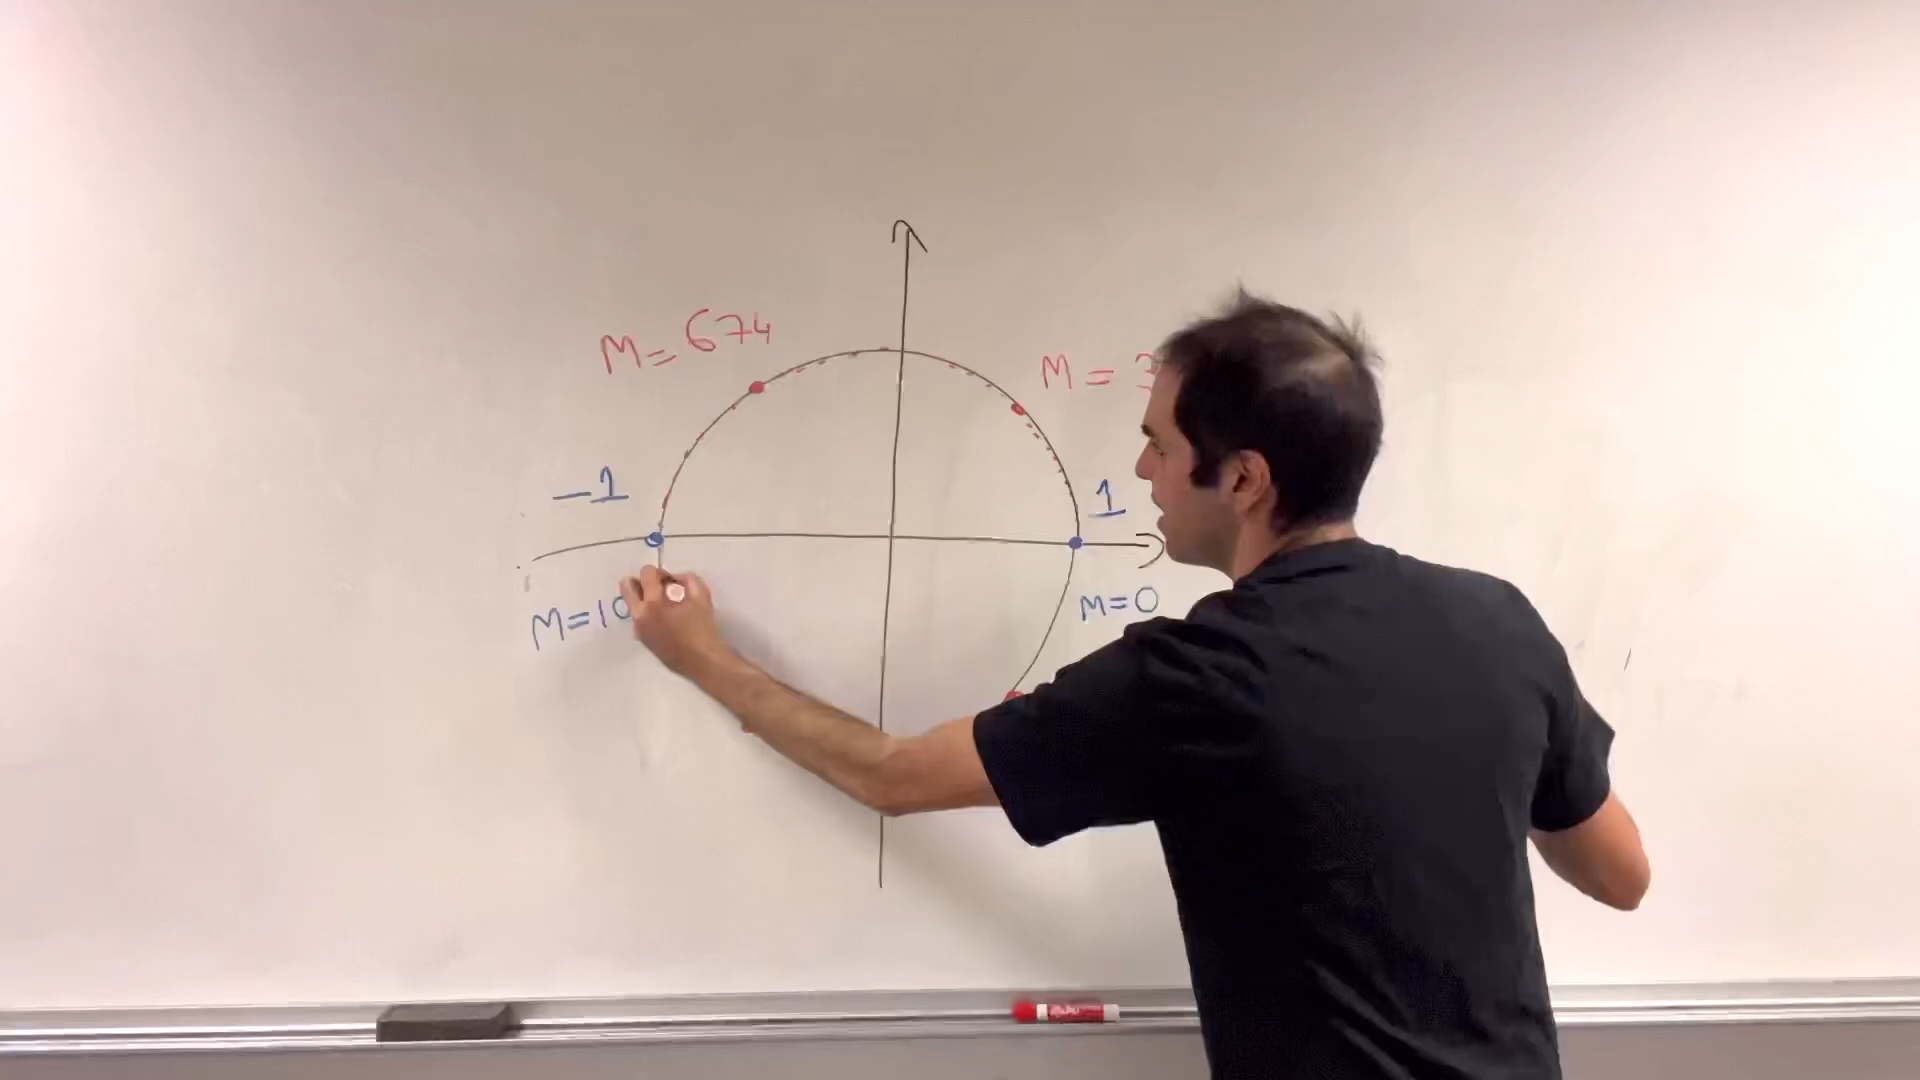 M = 674
M = 3
-1
1
M = 10
M = 0